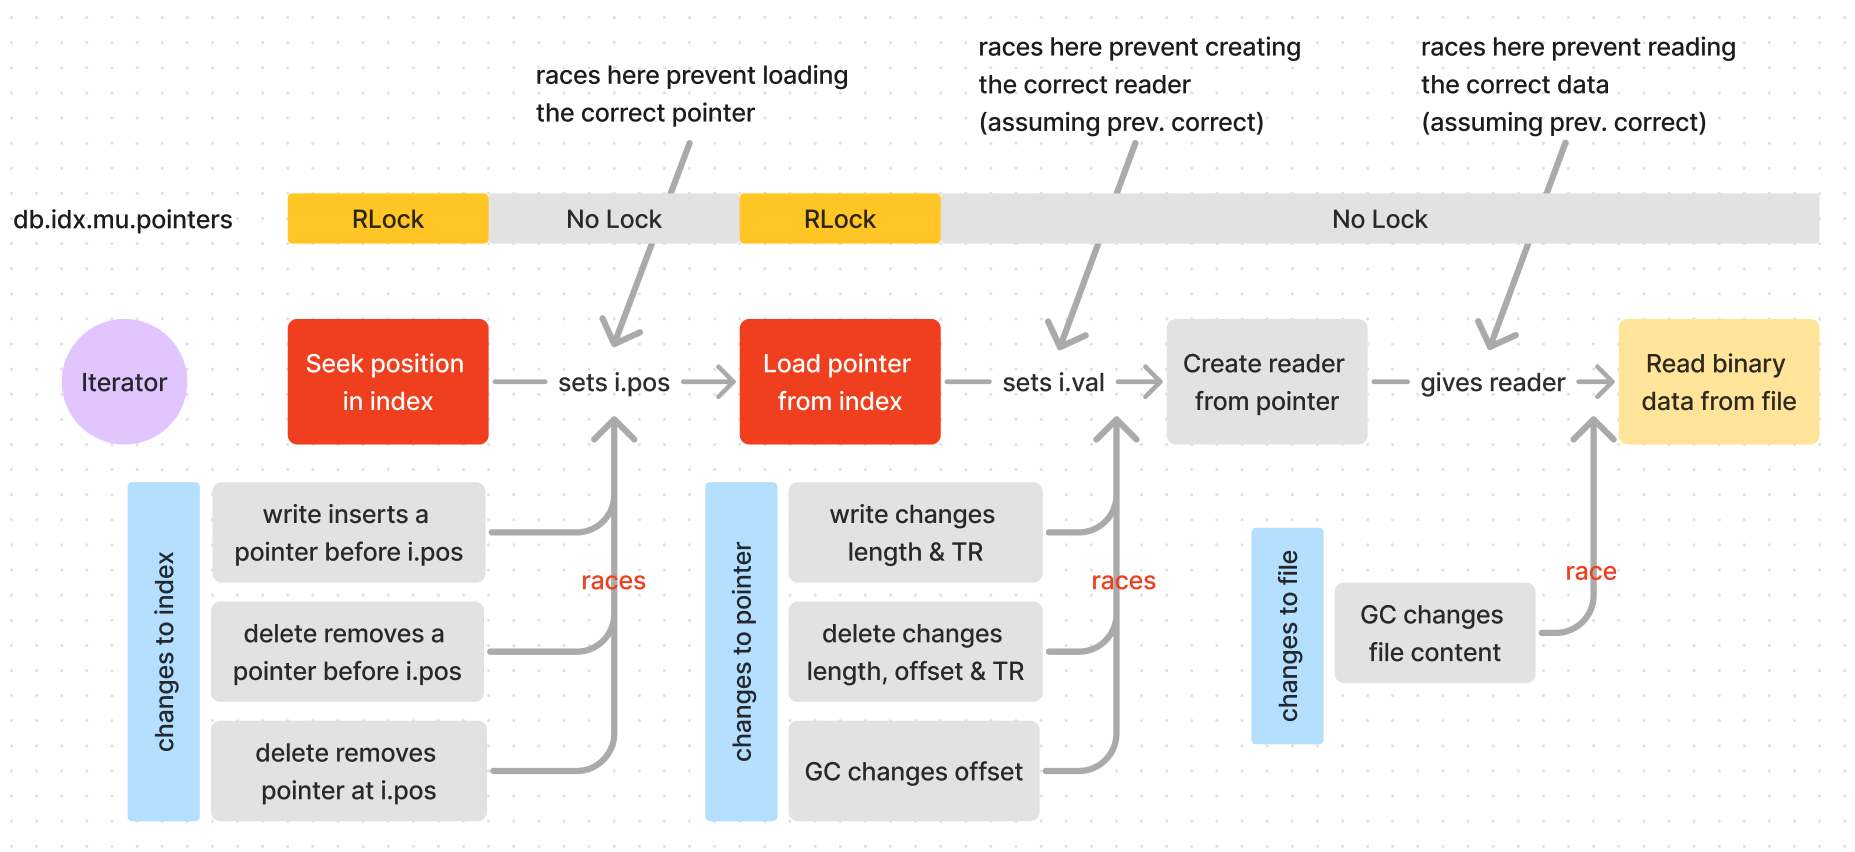 races here prevent loading
the correct pointer
races here prevent creating
the correct reader
(assuming prev. correct)
races here prevent reading
the correct data
(assuming prev. correct)
db.idx.mu.pointers
RLock
No Lock
RLock
No Lock
Iterator
Seek position
in index
sets i.pos
Load pointer
from index
sets i.val
Create reader
from pointer
gives reader
Read binary
data from file
changes to index
write inserts a
pointer before i.pos
delete removes a
pointer before i.pos
delete removes
pointer at i.pos
races
changes to pointer
write changes
length & TR
delete changes
length, offset & TR
GC changes offset
races
changes to file
GC changes
file content
race